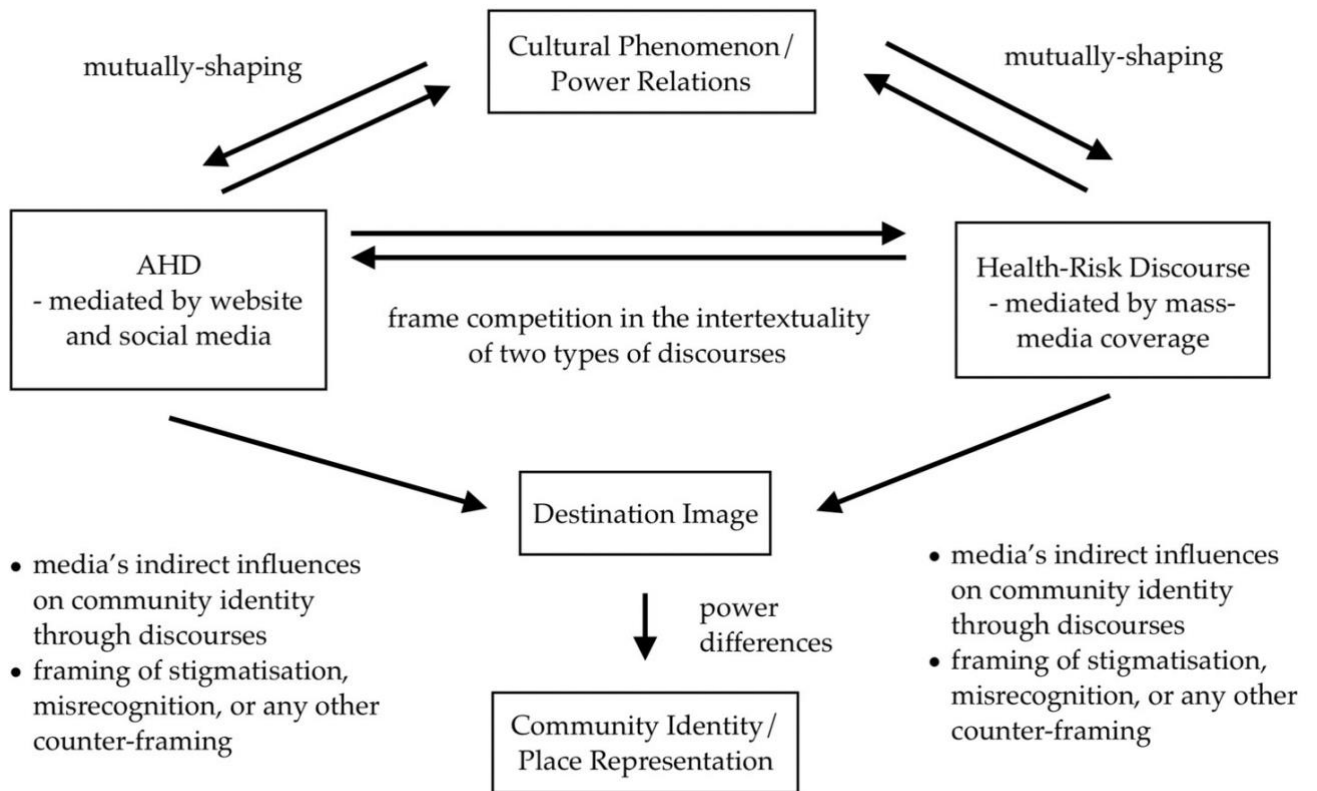 Cultural Phenomenon/
Power Relations
mutually-shaping
mutually-shaping
AHD
- mediated by website
and social media
Health-Risk Discourse
- mediated by mass-
media coverage
frame competition in the intertextuality
of two types of discourses
Destination Image
• media's indirect influences
on community identity
through discourses
• framing of stigmatisation,
misrecognition, or any other
counter-framing
power
differences
• media's indirect influences
on community identity
through discourses
• framing of stigmatisation,
misrecognition, or any other
counter-framing
Community Identity/
Place Representation